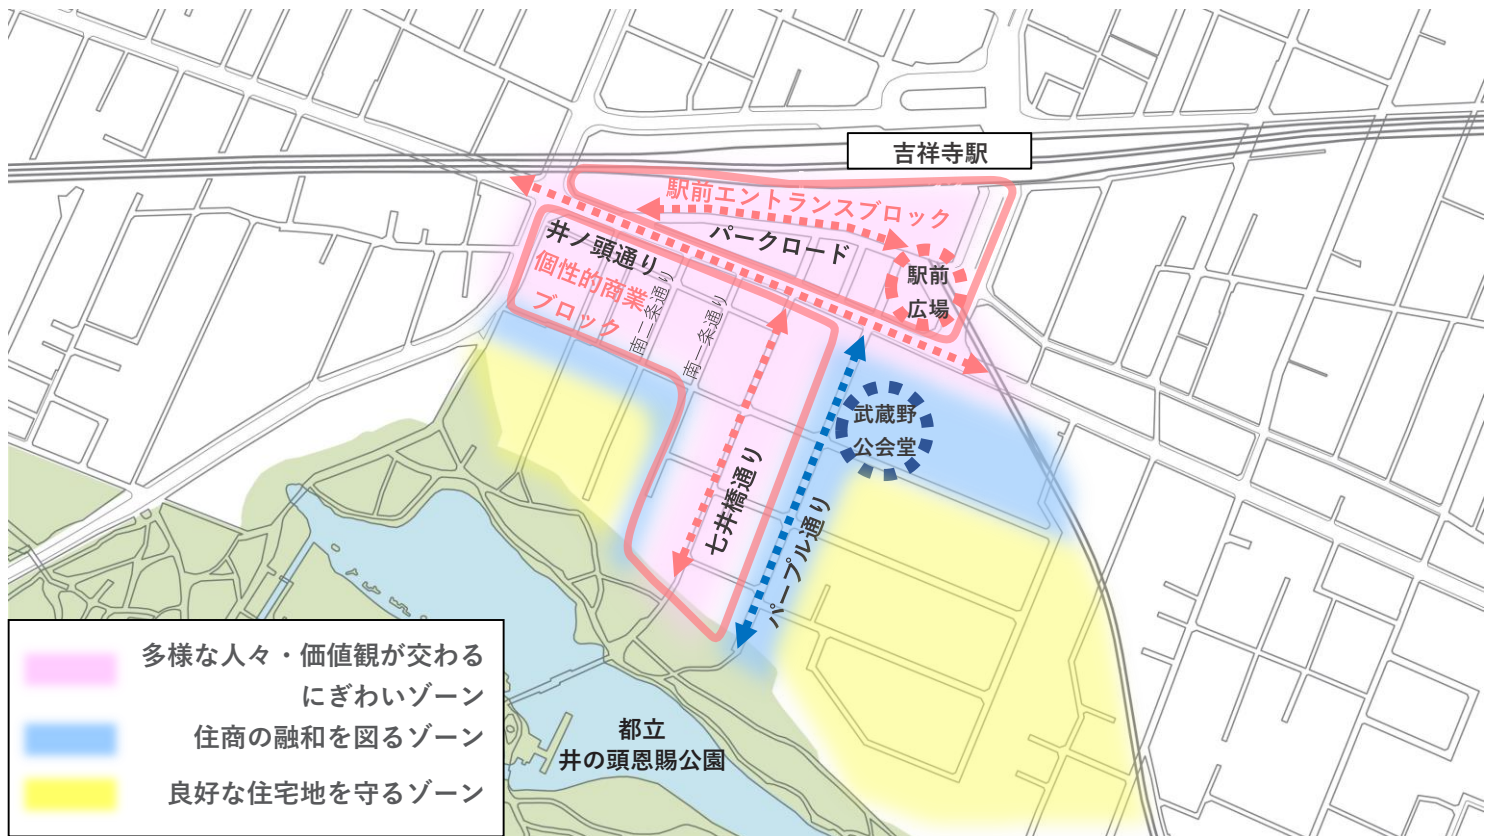 吉祥寺駅
駅前エントランスブロック
パークロード
井ノ頭通り
個性的商業
ブロック
南二条通り
南一条通り
駅前
広場
武蔵野
公会堂
七井橋通り
パープル通り
都立
井の頭恩賜公園
多様な人々・価値観が交わる
にぎわいゾーン
住商の融和を図るゾーン
良好な住宅地を守るゾーン